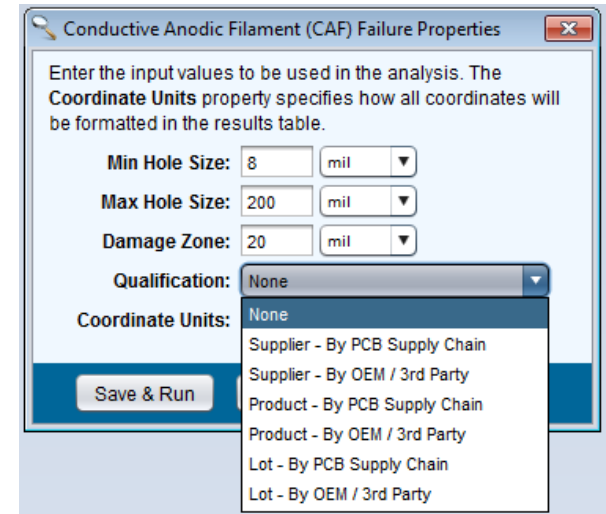 Conductive Anodic Filament (CAF) Failure Properties
Enter the input values to be used in the analysis. The
Coordinate Units property specifies how all coordinates will
be formatted in the results table.
Min Hole Size: 8 mil
Max Hole Size: 200 mil
Damage Zone: 20 mil
Qualification: None
Coordinate Units:
None
Supplier - By PCB Supply Chain
Supplier - By OEM / 3rd Party
Product - By PCB Supply Chain
Product - By OEM / 3rd Party
Lot - By PCB Supply Chain
Lot - By OEM / 3rd Party
Save & Run